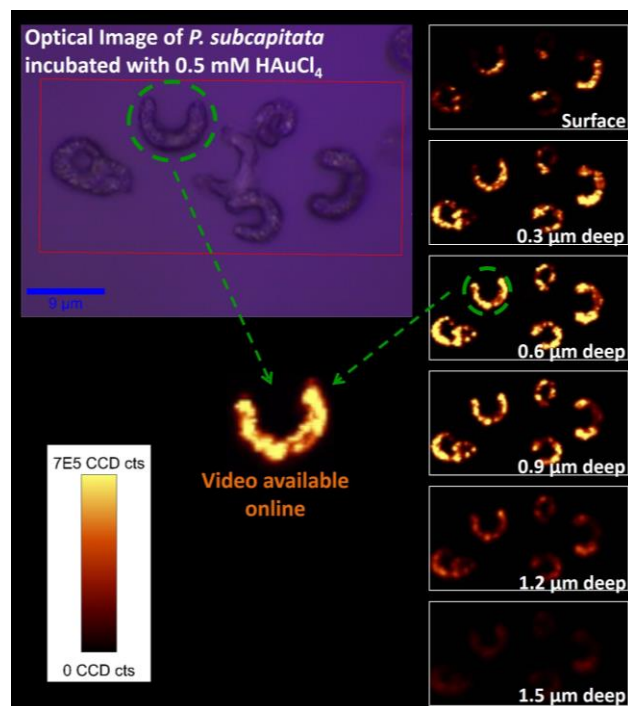 Optical Image of P. subcapitata
incubated with 0.5 mM HAuCl₄
9 μm
Surface
0.3 μm deep
0.6 μm deep
0.9 μm deep
1.2 μm deep
1.5 μm deep
Video available
online
7E5 CCD cts
0 CCD cts